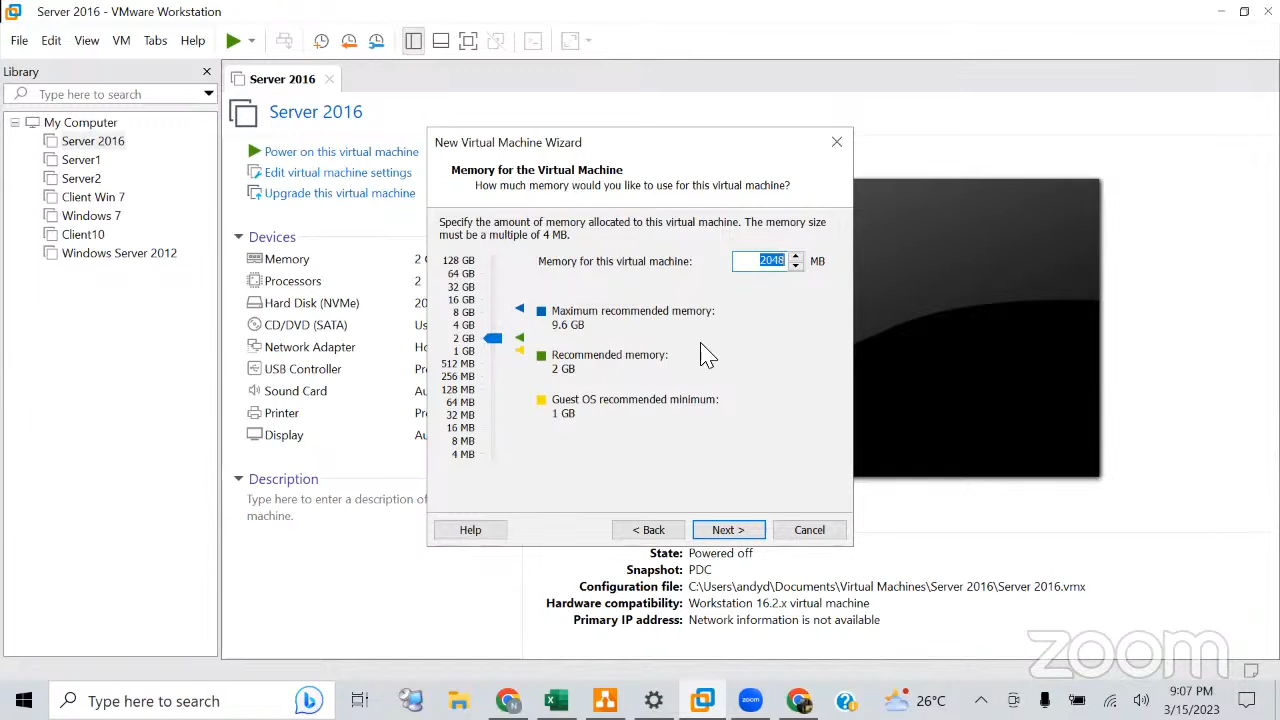 Server 2016 - VMware Workstation
File Edit View VM Tabs Help
Library
Type here to search
My Computer
Server 2016
Server1
Server2
Client Win 7
Windows 7
Client10
Windows Server 2012
Server 2016
Server 2016
Power on this virtual machine
Edit virtual machine settings
Upgrade this virtual machine
Devices
Memory 2
Processors 2
Hard Disk (NVMe) 20
CD/DVD (SATA) Us
Network Adapter
USB Controller Pre
Sound Card Au
Printer Pre
Display Au
Description
Type here to enter a description of
machine.
New Virtual Machine Wizard
Memory for the Virtual Machine
How much memory would you like to use for this virtual machine?
Specify the amount of memory allocated to this virtual machine. The memory size
must be a multiple of 4 MB.
128 GB
64 GB
32 GB
16 GB
8 GB
4 GB
2 GB
1 GB
512 MB
256 MB
128 MB
64 MB
32 MB
16 MB
8 MB
4 MB
Memory for this virtual machine: 2048 MB
Maximum recommended memory:
9.6 GB
Recommended memory:
2 GB
Guest OS recommended minimum:
1 GB
Help < Back Next > Cancel
State: Powered off
Snapshot: PDC
Configuration file: C:\Users\andyd\Documents\Virtual Machines\Server 2016\Server 2016.vmx
Hardware compatibility: Workstation 16.2.x virtual machine
Primary IP address: Network information is not available
zoom
Type here to search
zoom
26°C
9:07 PM
3/15/2023